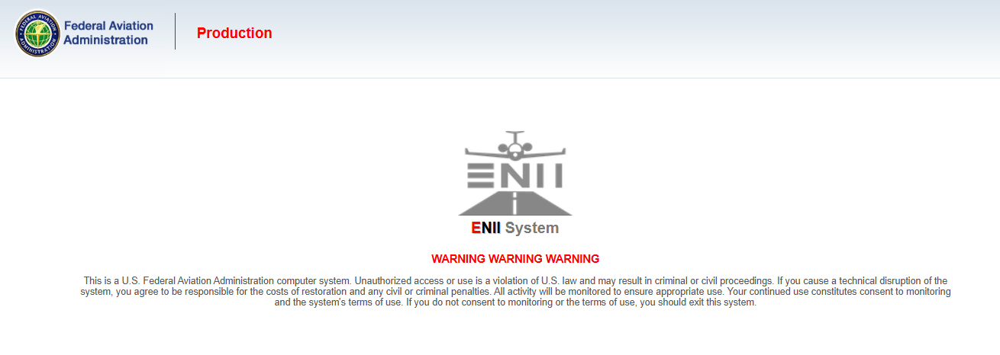 Federal Aviation
Administration
Production
FEDERAL AVIATION
ADMINISTRATION
ENII
ENII System
WARNING WARNING WARNING
This is a U.S. Federal Aviation Administration computer system. Unauthorized access or use is a violation of U.S. law and may result in criminal or civil proceedings. If you cause a technical disruption of the
system, you agree to be responsible for the costs of restoration and any civil or criminal penalties. All activity will be monitored to ensure appropriate use. Your continued use constitutes consent to monitoring
and the system's terms of use. If you do not consent to monitoring or the terms of use, you should exit this system.